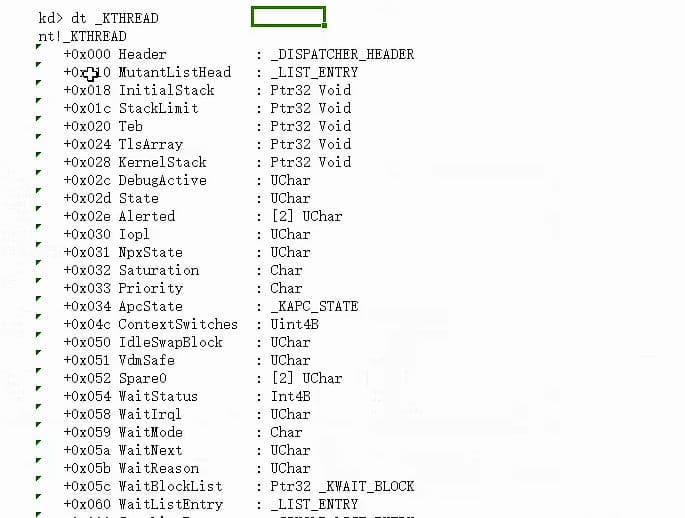 kd> dt _KTHREAD
nt!_KTHREAD
+0x000 Header : _DISPATCHER_HEADER
+0x010 MutantListHead : _LIST_ENTRY
+0x018 InitialStack : Ptr32 Void
+0x01c StackLimit : Ptr32 Void
+0x020 Teb : Ptr32 Void
+0x024 TlsArray : Ptr32 Void
+0x028 KernelStack : Ptr32 Void
+0x02c DebugActive : UChar
+0x02d State : UChar
+0x02e Alerted : [2] UChar
+0x030 Iopl : UChar
+0x031 NpxState : UChar
+0x032 Saturation : Char
+0x033 Priority : Char
+0x034 ApcState : _KAPC_STATE
+0x04c ContextSwitches : Uint4B
+0x050 IdleSwapBlock : UChar
+0x051 VdmSafe : UChar
+0x052 Spare0 : [2] UChar
+0x054 WaitStatus : Int4B
+0x058 WaitIrql : UChar
+0x059 WaitMode : Char
+0x05a WaitNext : UChar
+0x05b WaitReason : UChar
+0x05c WaitBlockList : Ptr32 _KWAIT_BLOCK
+0x060 WaitListEntry : _LIST_ENTRY